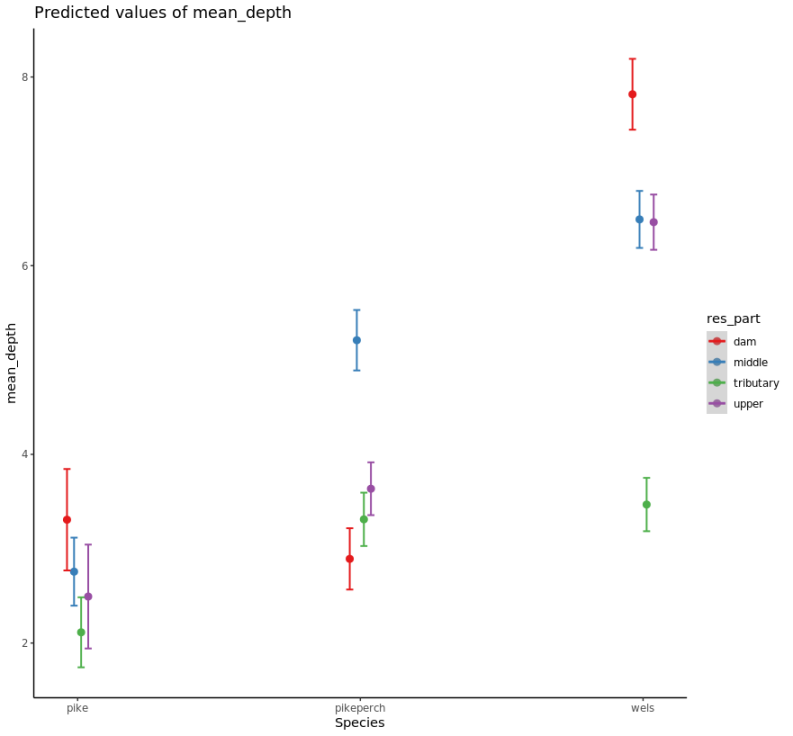 Predicted values of mean_depth
mean_depth
8
6
4
2
pike
pikeperch
wels
Species
res_part
dam
middle
tributary
upper